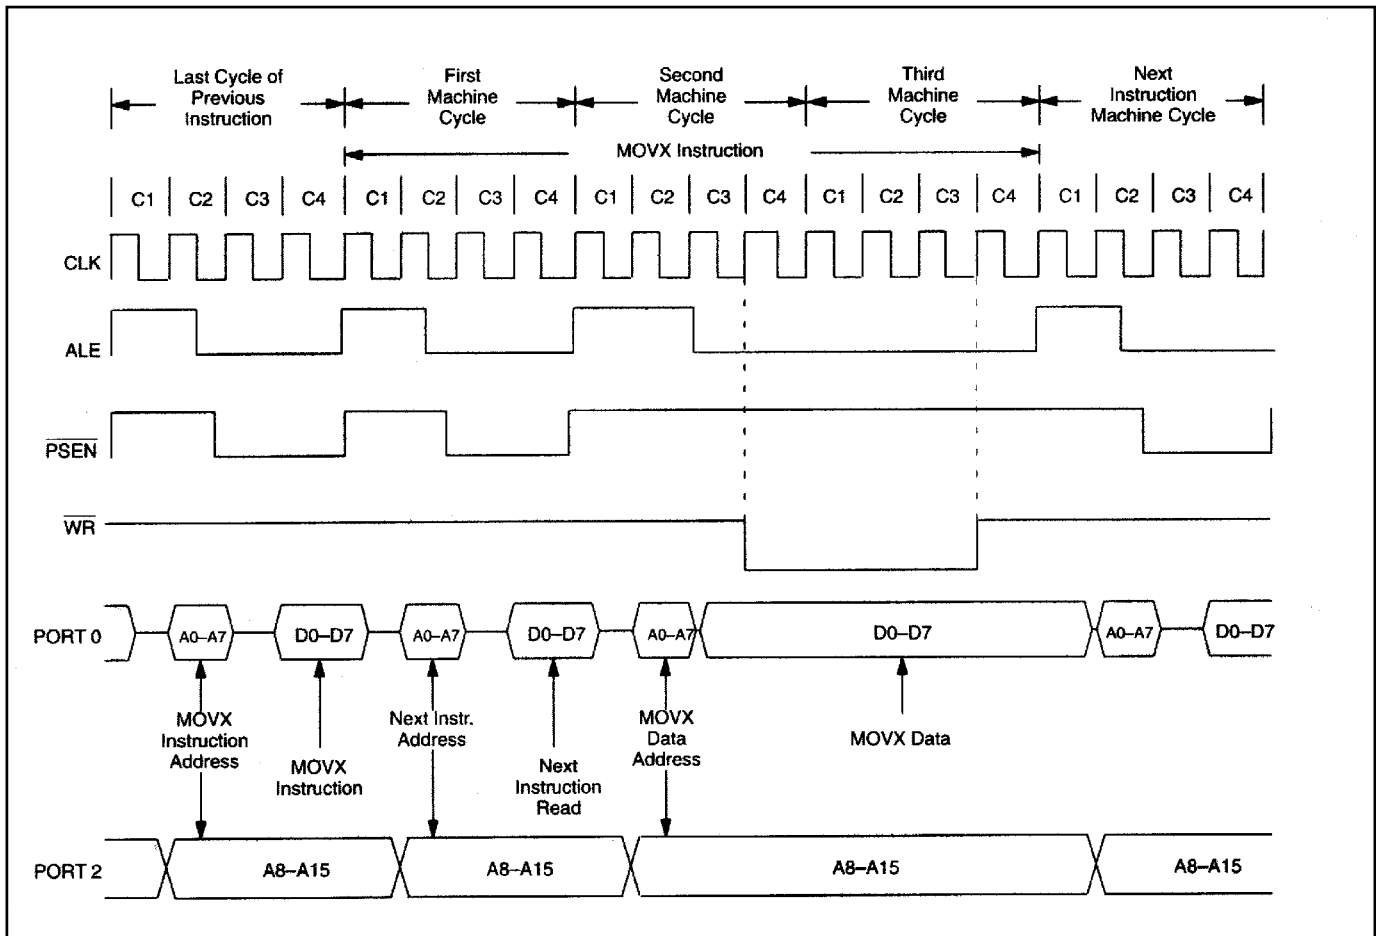 Last Cycle of
Previous
Instruction
First
Machine
Cycle
Second
Machine
Cycle
Third
Machine
Cycle
Next
Instruction
Machine Cycle
MOVX Instruction
C1 C2 C3 C4 C1 C2 C3 C4 C1 C2 C3 C4 C1 C2 C3 C4 C1 C2 C3 C4
CLK
ALE
PSEN
WR
PORT 0 A0–A7 D0–D7 A0–A7 D0–D7 A0–A7 D0–D7 A0–A7 D0–D7
MOVX
Instruction
Address
MOVX
Instruction
Next Instr.
Address
Next
Instruction
Read
MOVX
Data
Address
MOVX Data
PORT 2 A8–A15 A8–A15 A8–A15 A8–A15